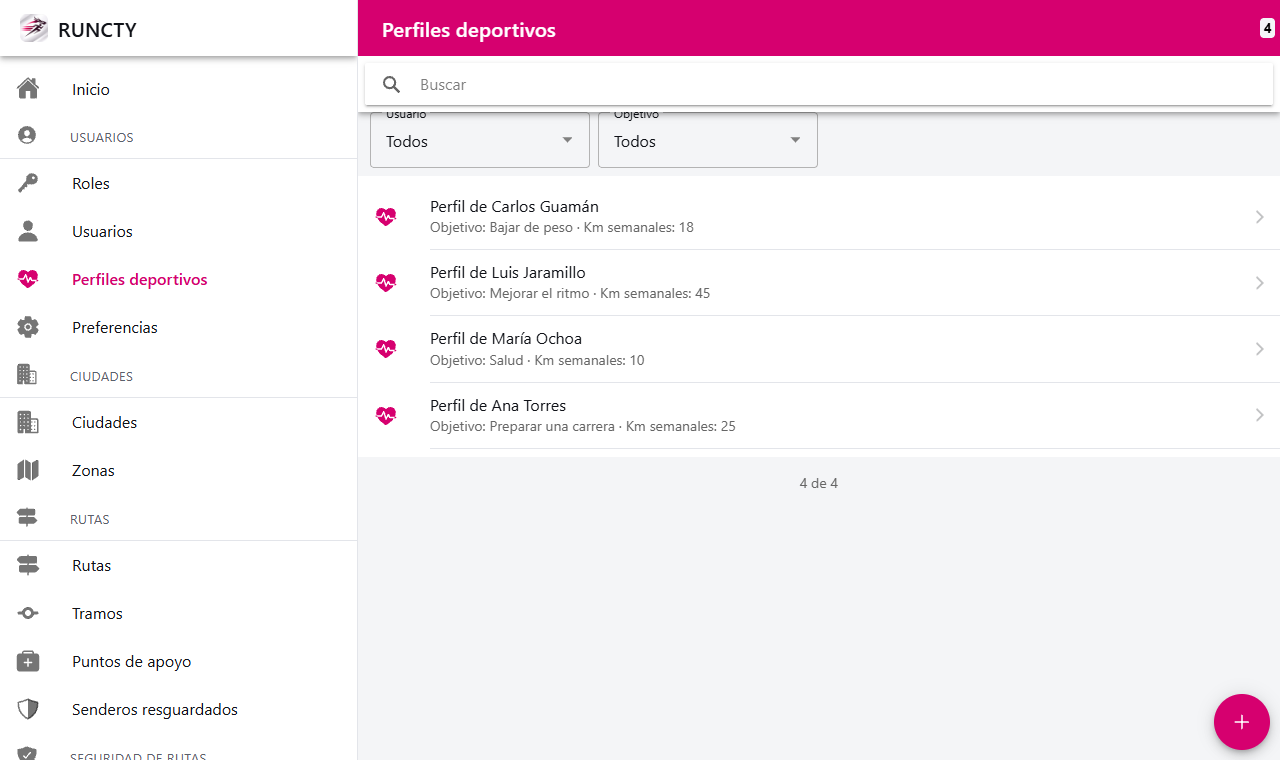 RUNCTY
Inicio
USUARIOS
Roles
Usuarios
Perfiles deportivos
Preferencias
CIUDADES
Ciudades
Zonas
RUTAS
Rutas
Tramos
Puntos de apoyo
Senderos resguardados
SEGURIDAD DE RUTAS
Perfiles deportivos
4
Buscar
Usuario
Objetivo
Todos
Todos
Perfil de Carlos Guamán
Objetivo: Bajar de peso · Km semanales: 18
Perfil de Luis Jaramillo
Objetivo: Mejorar el ritmo · Km semanales: 45
Perfil de María Ochoa
Objetivo: Salud · Km semanales: 10
Perfil de Ana Torres
Objetivo: Preparar una carrera · Km semanales: 25
4 de 4